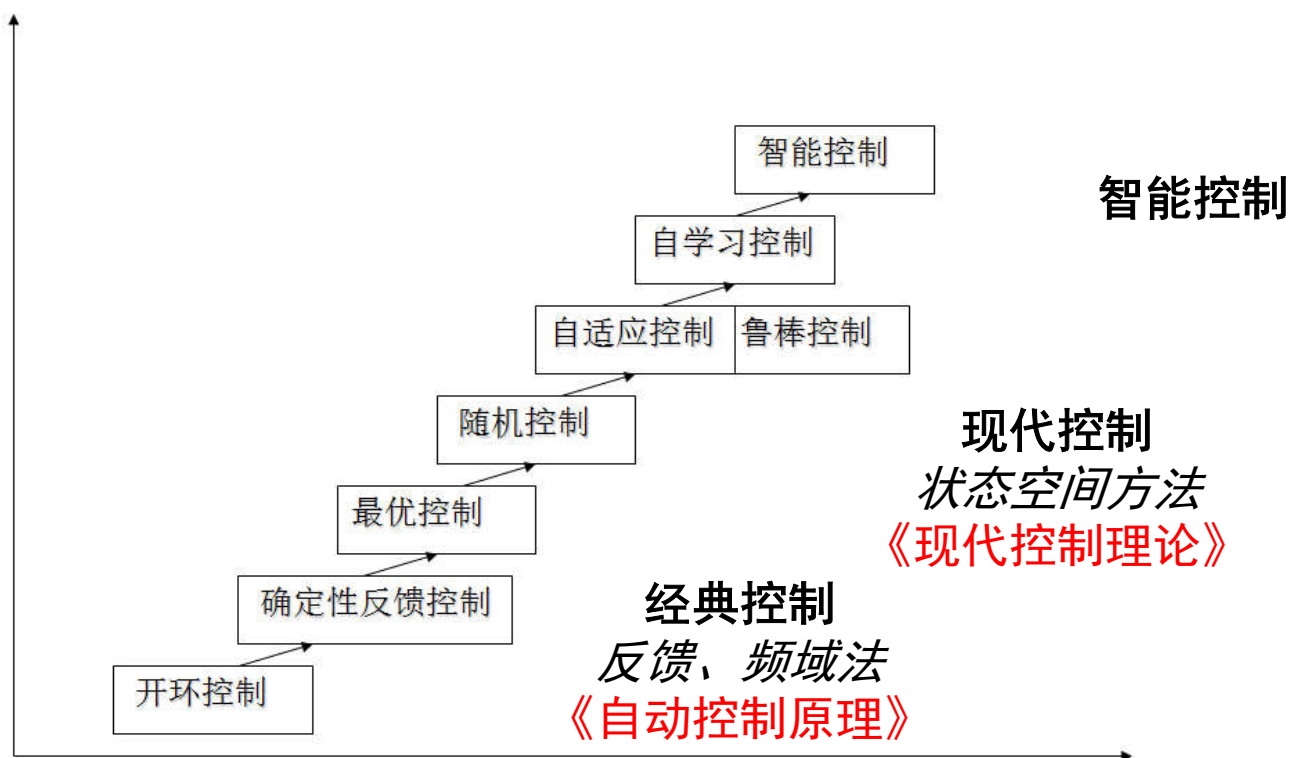 智能控制
智能控制
自学习控制
自适应控制 鲁棒控制
随机控制
现代控制
状态空间方法
最优控制
《现代控制理论》
确定性反馈控制
经典控制
反馈、频域法
开环控制
《自动控制原理》